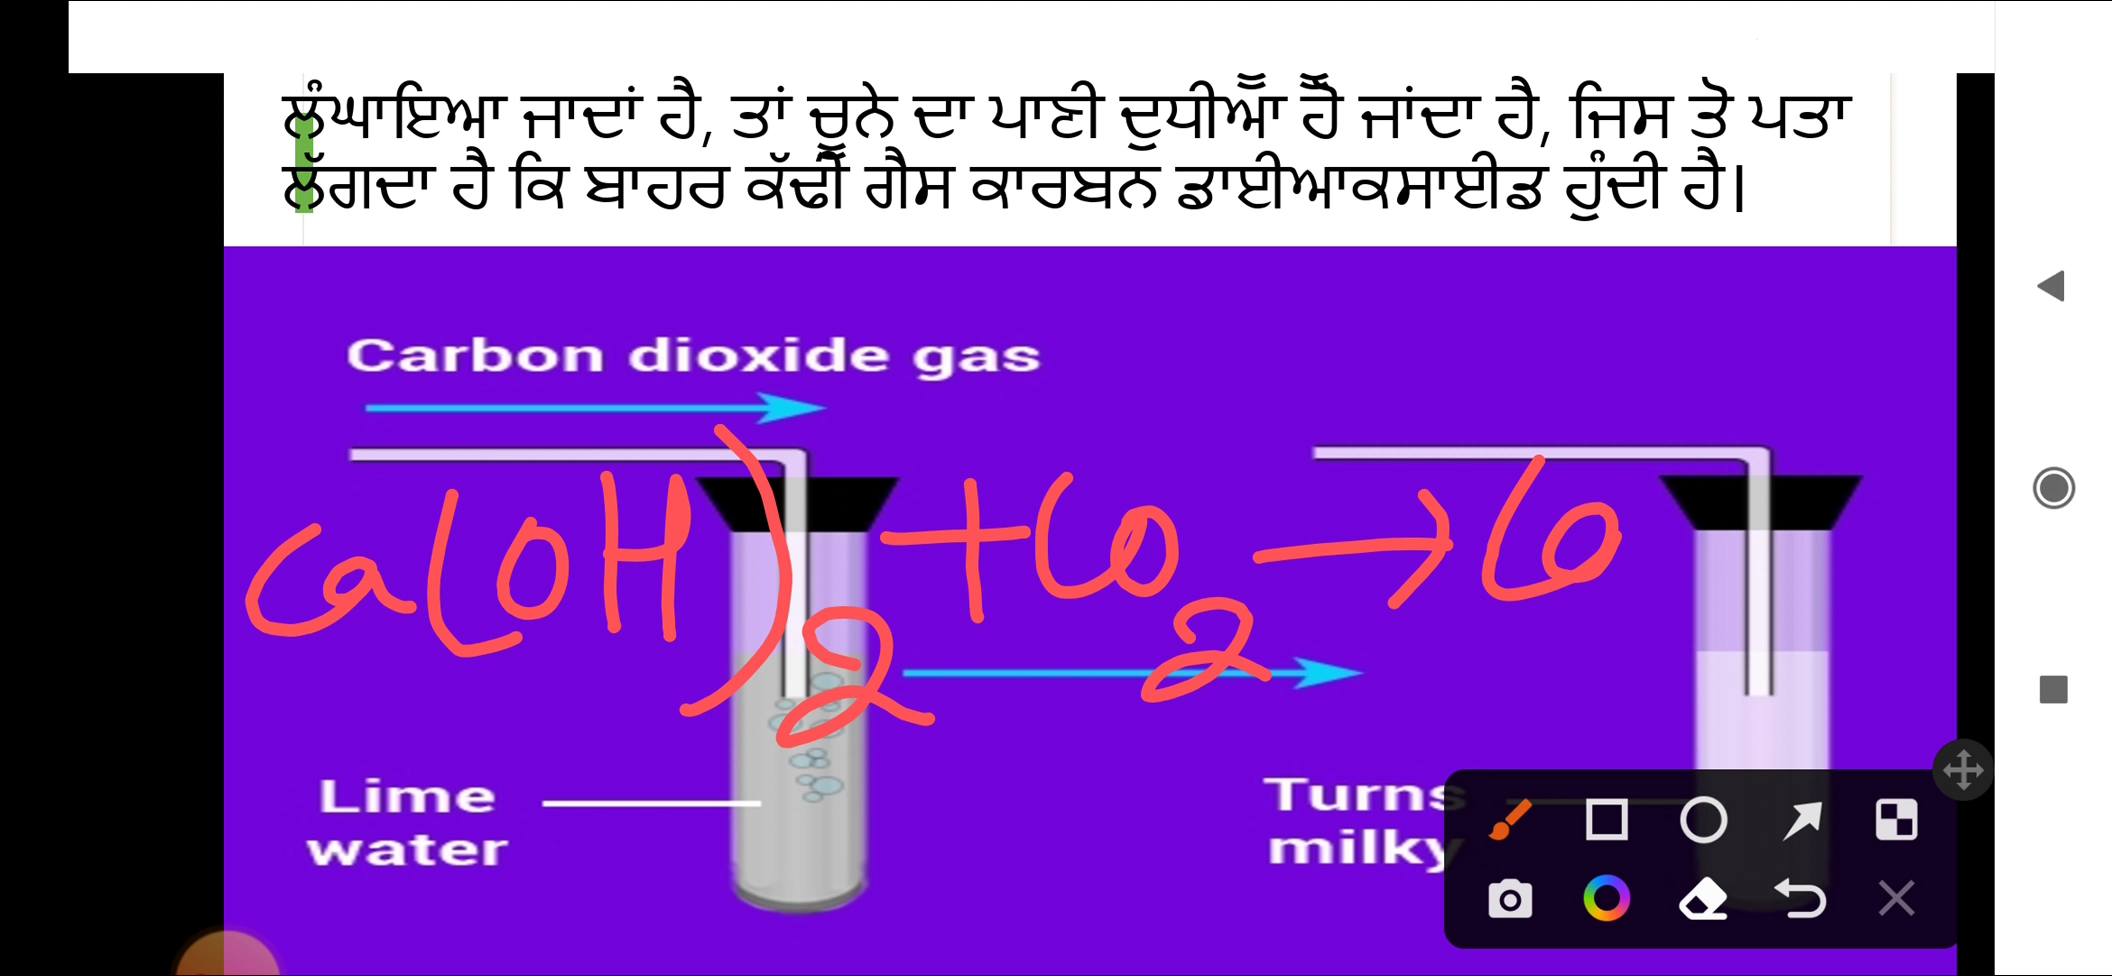 ਲੰਘਾਇਆ ਜਾਦਾਂ ਹੈ, ਤਾਂ ਚੂਨੇ ਦਾ ਪਾਣੀ ਦੁਧੀਆ ਹੋ ਜਾਂਦਾ ਹੈ, ਜਿਸ ਤੋ ਪਤਾ
ਲੱਗਦਾ ਹੈ ਕਿ ਬਾਹਰ ਕੱਢੀ ਗੈਸ ਕਾਰਬਨ ਡਾਈਆਕਸਾਈਡ ਹੁੰਦੀ ਹੈ।
Carbon dioxide gas
Ca(OH)2 + CO2 → CO
Lime
water
Turns
milky